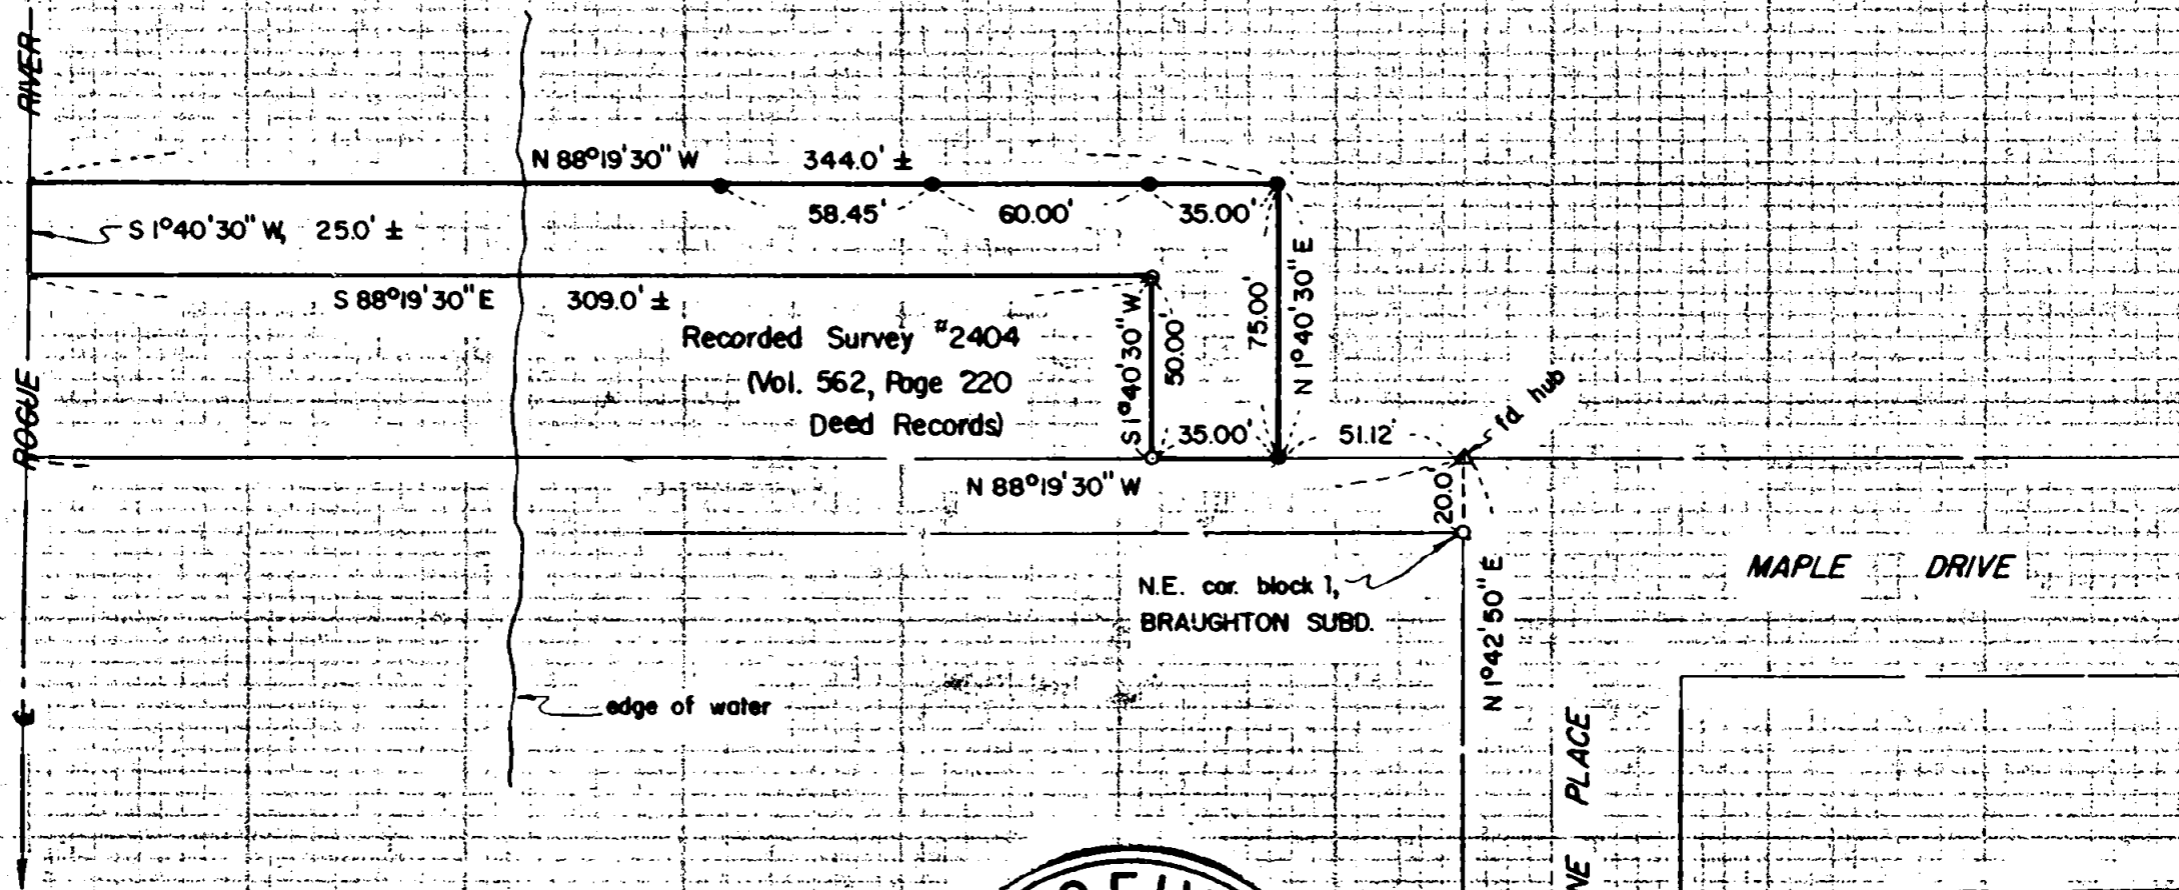 RIVER
N 88°19'30" W 344.0' ±
58.45' 60.00' 35.00'
S 1°40'30" W, 25.0' ±
S 88°19'30" E 309.0' ±
Recorded Survey #2404
(Vol. 562, Page 220
Deed Records)
S 1°40'30" W
50.00'
75.00'
N 1°40'30" E
ROGUE
35.00' 51.12'
fd hub
N 88°19'30" W
20.0'
N.E. cor. block 1,
BRAUGHTON SUBD.
N 1°42'50" E
MAPLE DRIVE
edge of water
℄
PLACE